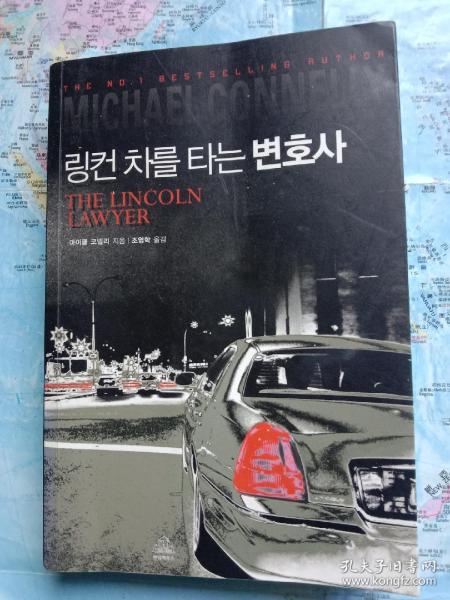 THE NO.1 BESTSELLING AUTHOR
MICHAEL CONNELLY
링컨 차를 타는 변호사
THE LINCOLN
LAWYER
마이클 코넬리 지음 | 조영학 옮김
孔夫子旧书网
www.kongfz.com